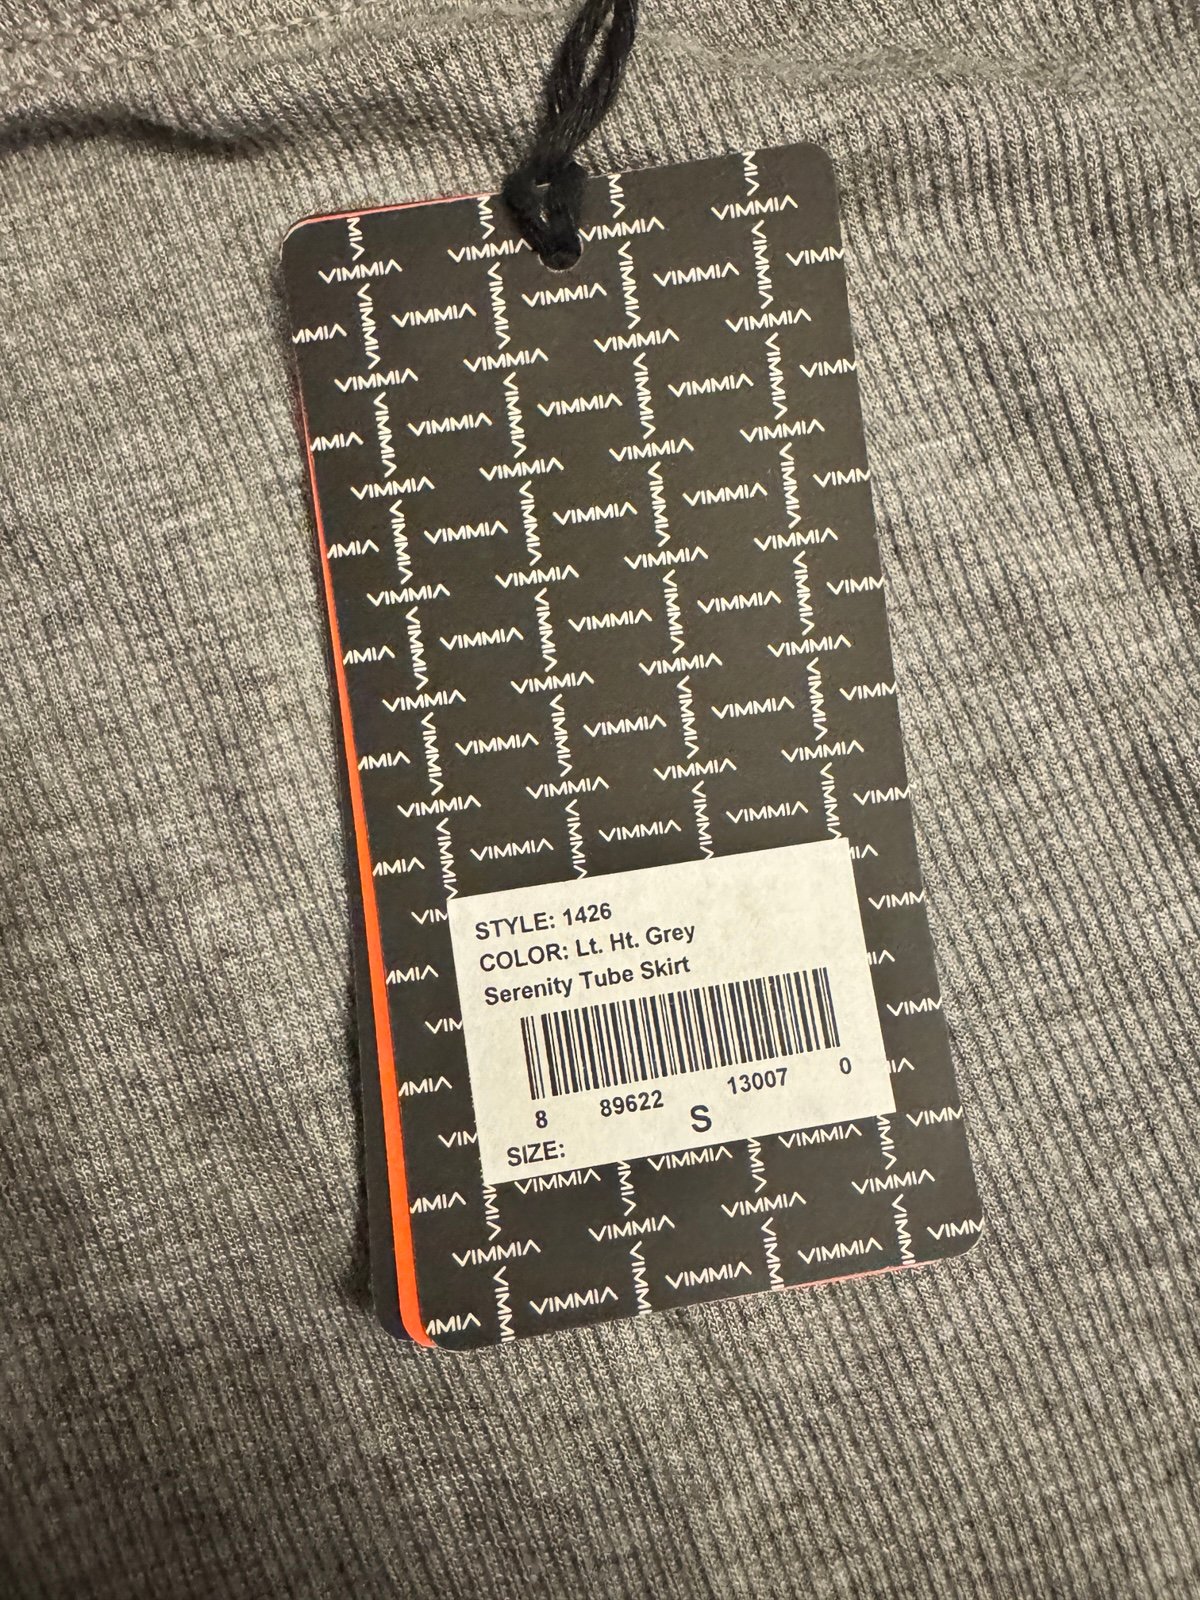 VIMMIA
STYLE: 1426
COLOR: Lt. Ht. Grey
Serenity Tube Skirt
8 89622 13007 0
SIZE: S